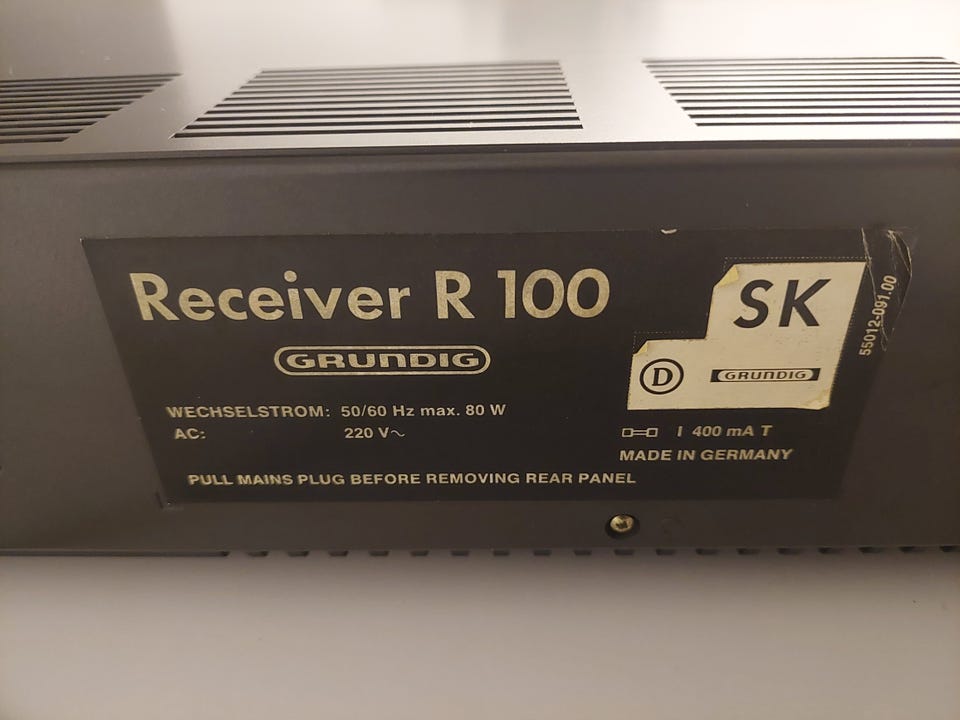 Receiver R 100
GRUNDIG
WECHSELSTROM: 50/60 Hz max. 80 W
AC: 220 V~
PULL MAINS PLUG BEFORE REMOVING REAR PANEL
SK
D
GRUNDIG
I 400 mA T
MADE IN GERMANY
55012-091.00